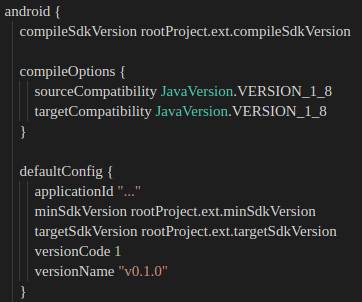 android {
compileSdkVersion rootProject.ext.compileSdkVersion
compileOptions {
sourceCompatibility JavaVersion.VERSION_1_8
targetCompatibility JavaVersion.VERSION_1_8
}
defaultConfig {
applicationId "..."
minSdkVersion rootProject.ext.minSdkVersion
targetSdkVersion rootProject.ext.targetSdkVersion
versionCode 1
versionName "v0.1.0"
}